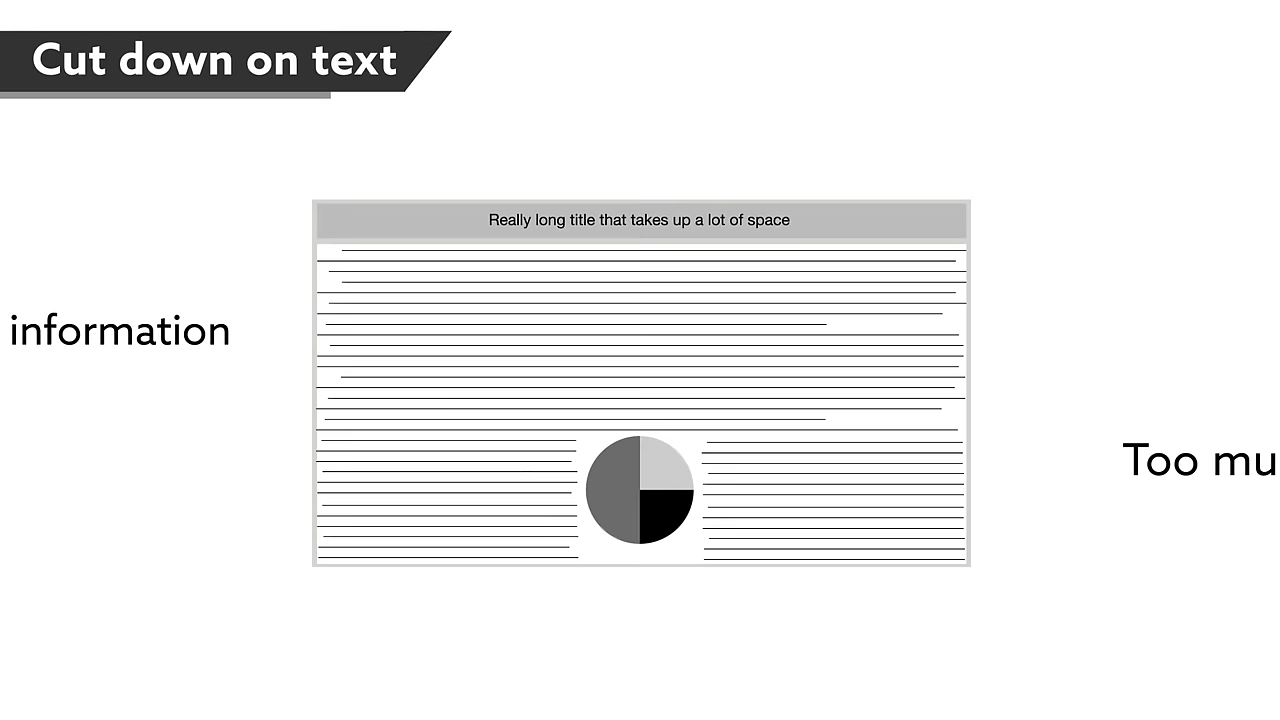 Cut down on text
Really long title that takes up a lot of space
information
Too mu